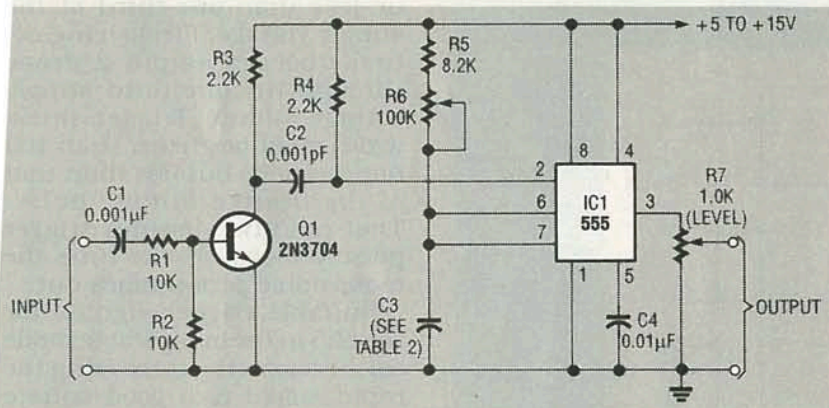 +5 TO +15V
R3
2.2K
R4
2.2K
R5
8.2K
R6
100K
C2
0.001pF
C1
0.001µF
R1
10K
Q1
2N3704
R2
10K
INPUT
2
6
7
8
4
3
1
5
IC1
555
R7
1.0K
(LEVEL)
C3
(SEE
TABLE 2)
C4
0.01µF
OUTPUT